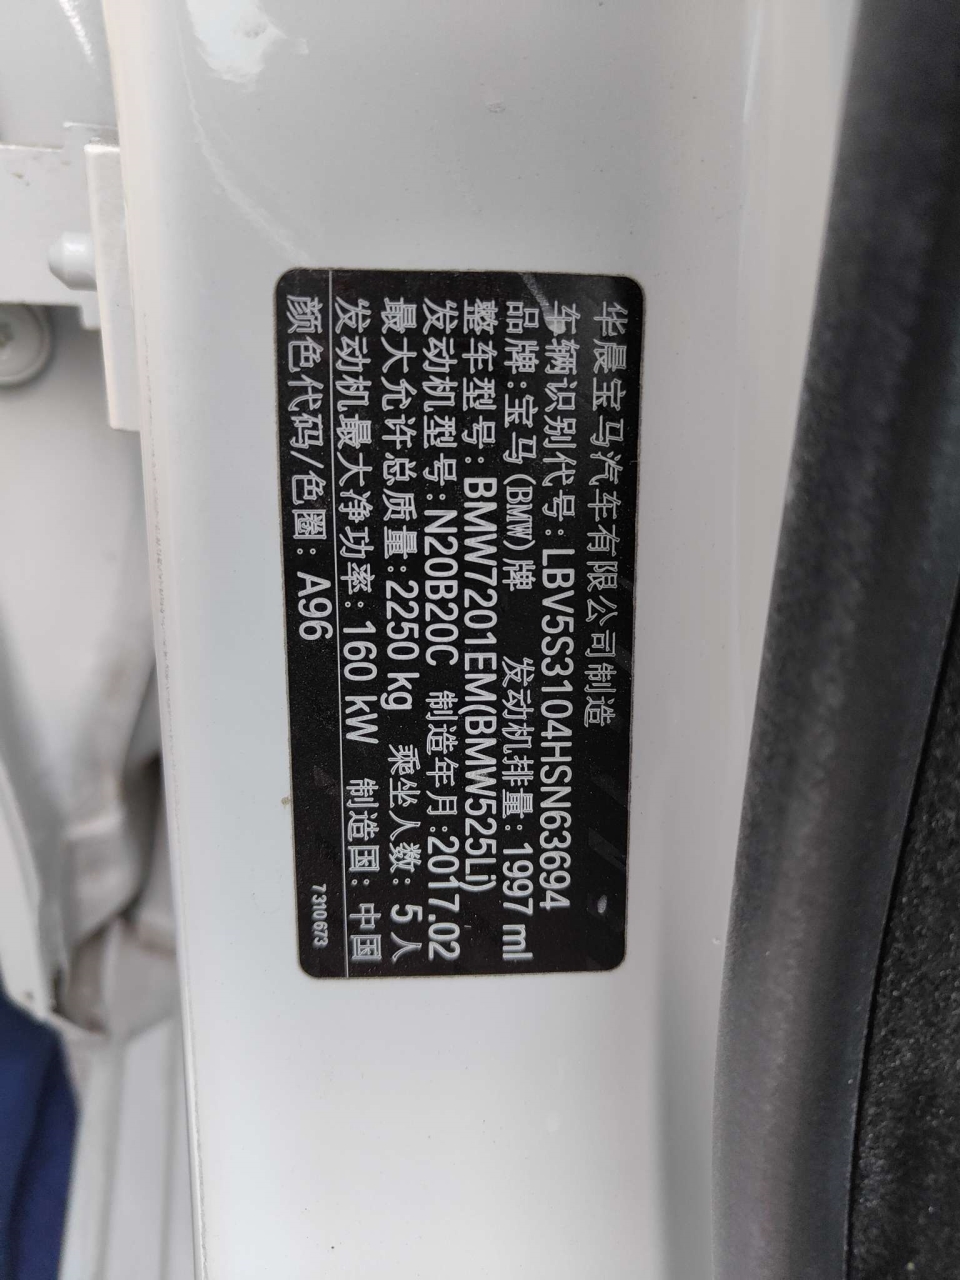 华晨宝马汽车有限公司制造
车辆识别代号:LBV5S3104HSN63694
品牌:宝马(BMW)牌 发动机排量:1997 ml
整车型号:BMW7201EM(BMW525Li)
发动机型号:N20B20C 制造年月:2017.02
最大允许总质量:2250 kg 乘坐人数: 5 人
发动机最大净功率:160 kW 制造国: 中国
颜色代码/色圈: A96
7310673